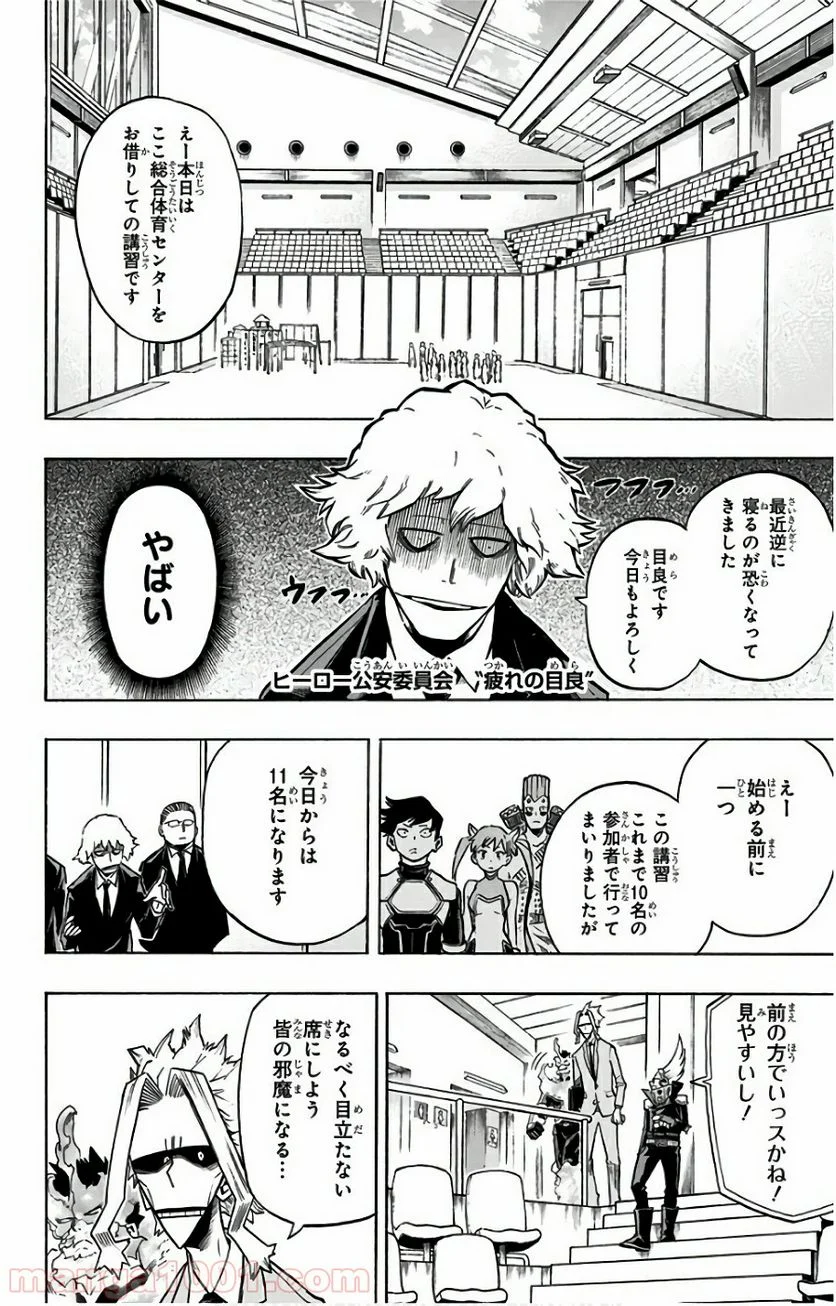 えー本日は
ここ総合体育センターを
お借りしての講習です
最近逆に
寝るのが恐くなって
きました
目良です
今日もよろしく
フフフ…
ウフフ…
やばい
ヒーロー公安委員会 〝疲れの目良〟
えー
始める前に
一つ
この講習
これまで10名の
参加者で行って
まいりましたが
今日からは
11名になります
前の方でいっスかね!
見やすいし!
なるべく目立たない
席にしよう
皆の邪魔になる…
manga1001.com